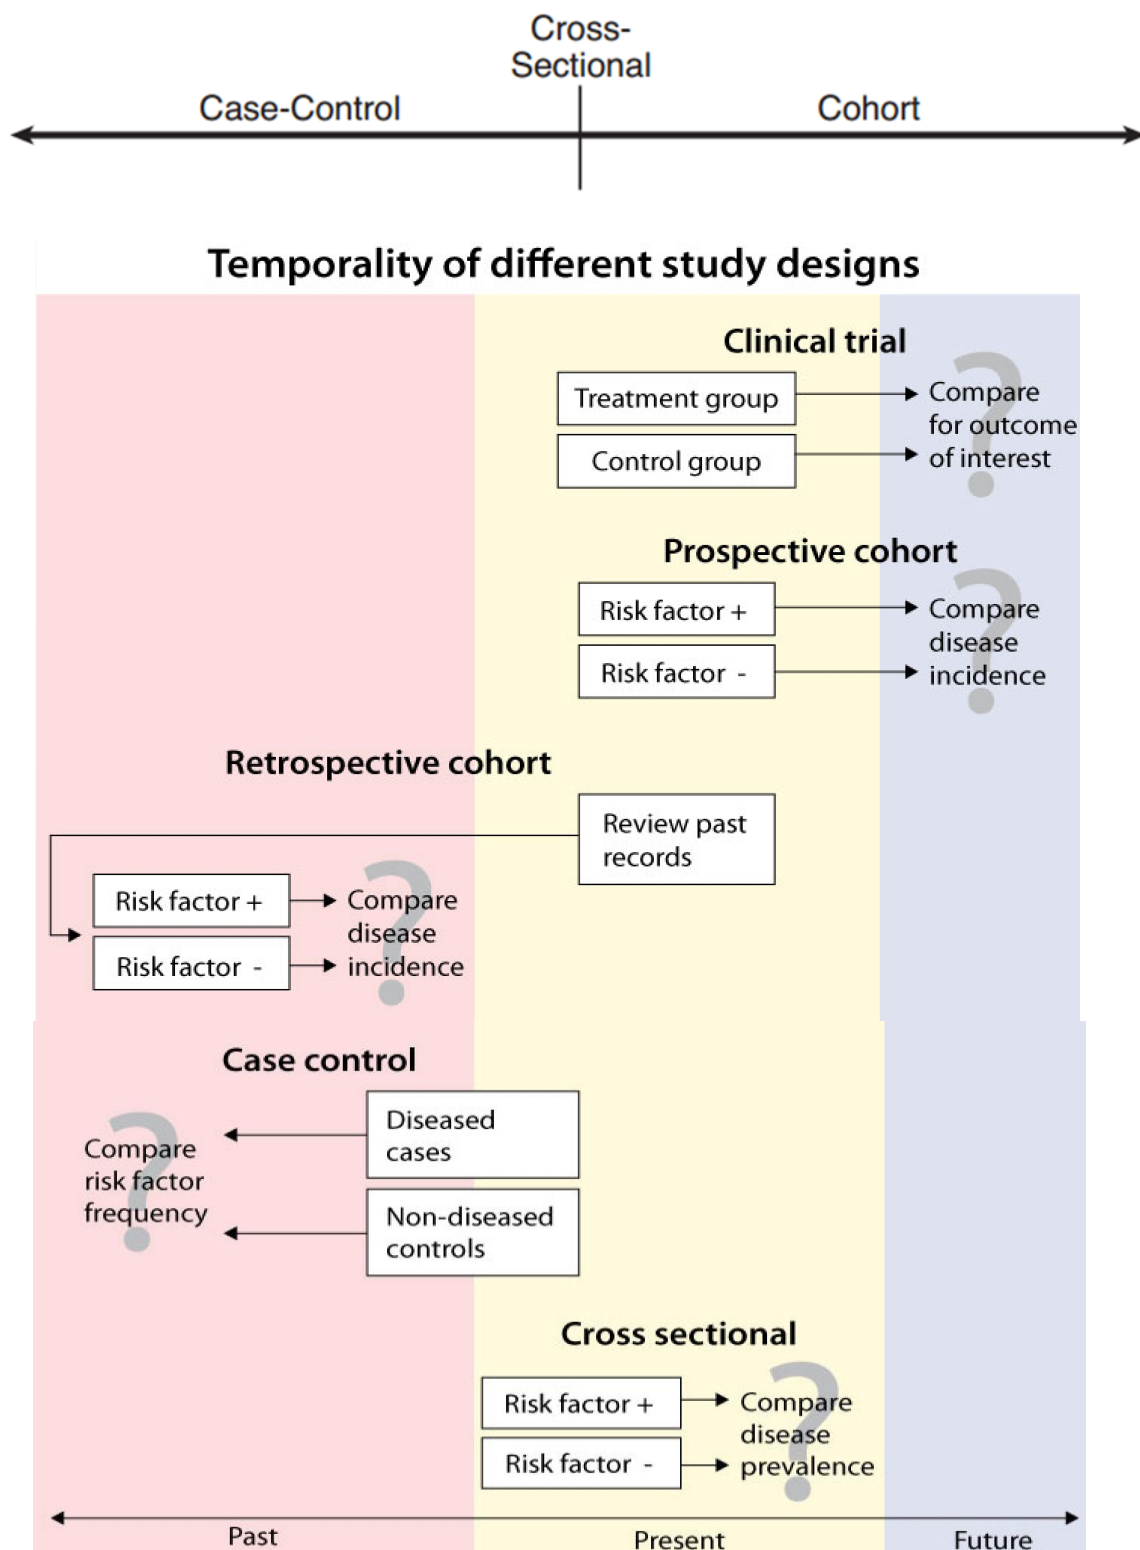 Cross-
Sectional
Case-Control
Cohort
Temporality of different study designs
Clinical trial
Treatment group
Control group
Compare
for outcome
of interest
?
Prospective cohort
Risk factor +
Risk factor -
Compare
disease
incidence
?
Retrospective cohort
Review past
records
Risk factor +
Risk factor -
Compare
disease
incidence
?
Case control
Diseased
cases
Non-diseased
controls
Compare
risk factor
frequency
?
Cross sectional
Risk factor +
Risk factor -
Compare
disease
prevalence
?
Past
Present
Future